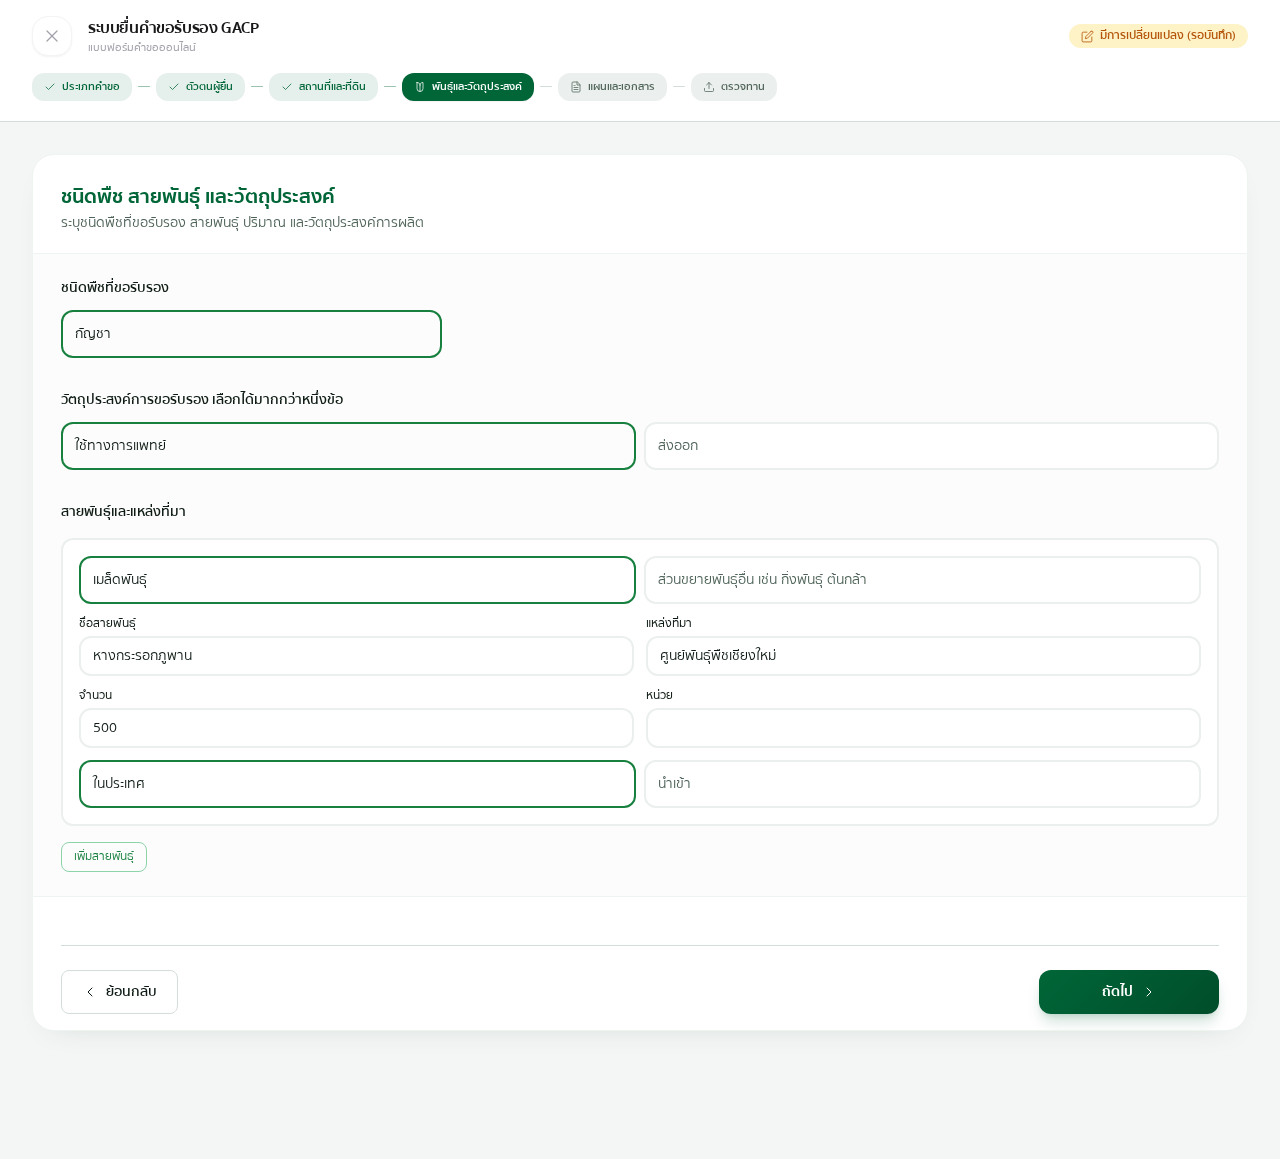 ระบบยื่นคำขอรับรอง GACP
แบบฟอร์มคำขอออนไลน์
มีการเปลี่ยนแปลง (รอบันทึก)
ประเภทคำขอ
ตัวตนผู้ยื่น
สถานที่และที่ดิน
พันธุ์และวัตถุประสงค์
แผนและเอกสาร
ตรวจทาน
ชนิดพืช สายพันธุ์ และวัตถุประสงค์
ระบุชนิดพืชที่ขอรับรอง สายพันธุ์ ปริมาณ และวัตถุประสงค์การผลิต
ชนิดพืชที่ขอรับรอง
กัญชา
วัตถุประสงค์การขอรับรอง เลือกได้มากกว่าหนึ่งข้อ
ใช้ทางการแพทย์
ส่งออก
สายพันธุ์และแหล่งที่มา
เมล็ดพันธุ์
ส่วนขยายพันธุ์อื่น เช่น กิ่งพันธุ์ ต้นกล้า
ชื่อสายพันธุ์
แหล่งที่มา
หางกระรอกภูพาน
ศูนย์พันธุ์พืชเชียงใหม่
จำนวน
หน่วย
500
ในประเทศ
นำเข้า
เพิ่มสายพันธุ์
ย้อนกลับ
ถัดไป